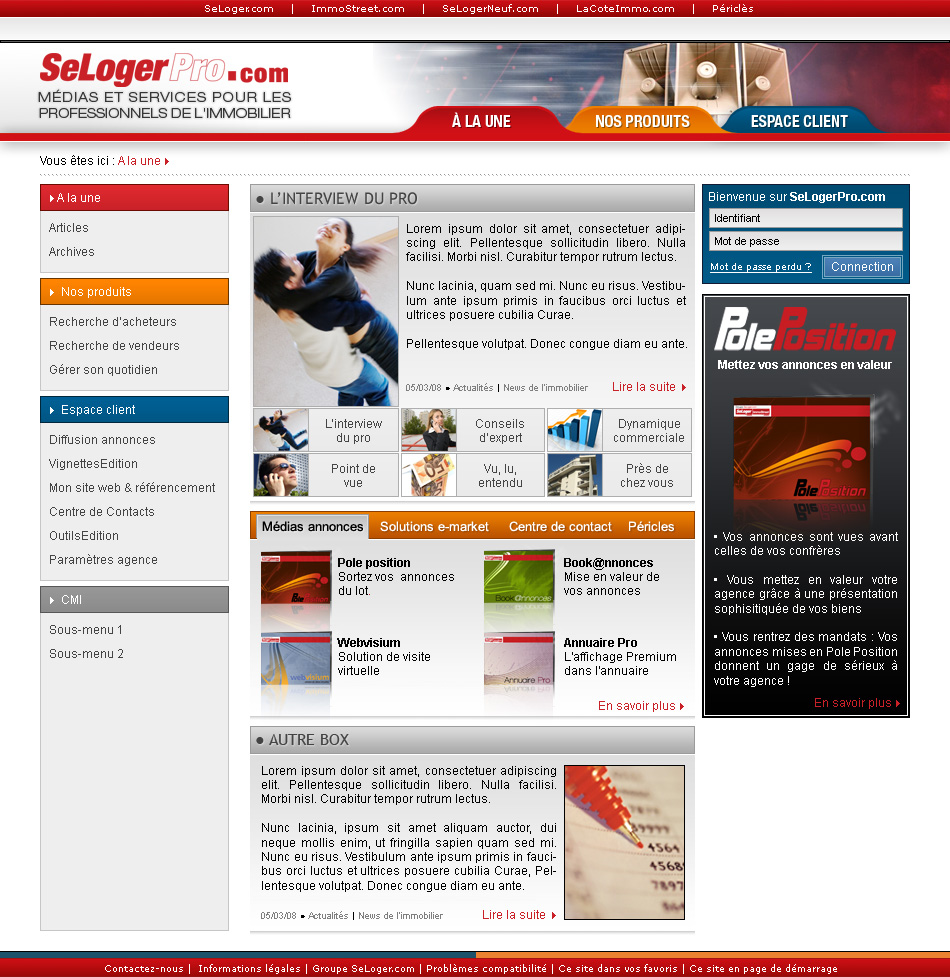 SeLoger.com | ImmoStreet.com | SeLogerNeuf.com | LaCoteImmo.com | Périclès
SeLogerPro.com
MÉDIAS ET SERVICES POUR LES
PROFESSIONNELS DE L'IMMOBILIER
À LA UNE
NOS PRODUITS
ESPACE CLIENT
Vous êtes ici : A la une
A la une
Articles
Archives
Nos produits
Recherche d'acheteurs
Recherche de vendeurs
Gérer son quotidien
Espace client
Diffusion annonces
VignettesEdition
Mon site web & référencement
Centre de Contacts
OutilsEdition
Paramètres agence
CMI
Sous-menu 1
Sous-menu 2
● L'INTERVIEW DU PRO
Lorem ipsum dolor sit amet, consectetuer adipi-
scing elit. Pellentesque sollicitudin libero. Nulla
facilisi. Morbi nisl. Curabitur tempor rutrum lectus.
Nunc lacinia, quam sed mi. Nunc eu risus. Vestibu-
lum ante ipsum primis in faucibus orci luctus et
ultrices posuere cubilia Curae.
Pellentesque volutpat. Donec congue diam eu ante.
05/03/08 ● Actualités | News de l'immobilier
Lire la suite
L'interview
du pro
Conseils
d'expert
Dynamique
commerciale
Point de
vue
Vu, lu,
entendu
Près de
chez vous
Médias annonces
Solutions e-market
Centre de contact
Péricles
Pole position
Sortez vos annonces
du lot.
Book@nnonces
Mise en valeur de
vos annonces
Webvisium
Solution de visite
virtuelle
Annuaire Pro
L'affichage Premium
dans l'annuaire
PolePosition
Book@nnonces
webvisium
Annuaire Pro
En savoir plus
● AUTRE BOX
Lorem ipsum dolor sit amet, consectetuer adipiscing
elit. Pellentesque sollicitudin libero. Nulla facilisi.
Morbi nisl. Curabitur tempor rutrum lectus.
Nunc lacinia, ipsum sit amet aliquam auctor, dui
neque mollis enim, ut fringilla sapien quam sed mi.
Nunc eu risus. Vestibulum ante ipsum primis in fauci-
bus orci luctus et ultrices posuere cubilia Curae, Pel-
lentesque volutpat. Donec congue diam eu ante.
05/03/08 ● Actualités | News de l'immobilier
Lire la suite
Bienvenue sur SeLogerPro.com
Identifiant
Mot de passe
Mot de passe perdu ?
Connection
PolePosition
Mettez vos annonces en valeur
PolePosition
▪ Vos annonces sont vues avant
celles de vos confrères
▪ Vous mettez en valeur votre
agence grâce à une présentation
sophisitiquée de vos biens
▪ Vous rentrez des mandats : Vos
annonces mises en Pole Position
donnent un gage de sérieux à
votre agence !
En savoir plus
Contactez-nous | Informations légales | Groupe SeLoger.com | Problèmes compatibilité | Ce site dans vos favoris | Ce site en page de démarrage